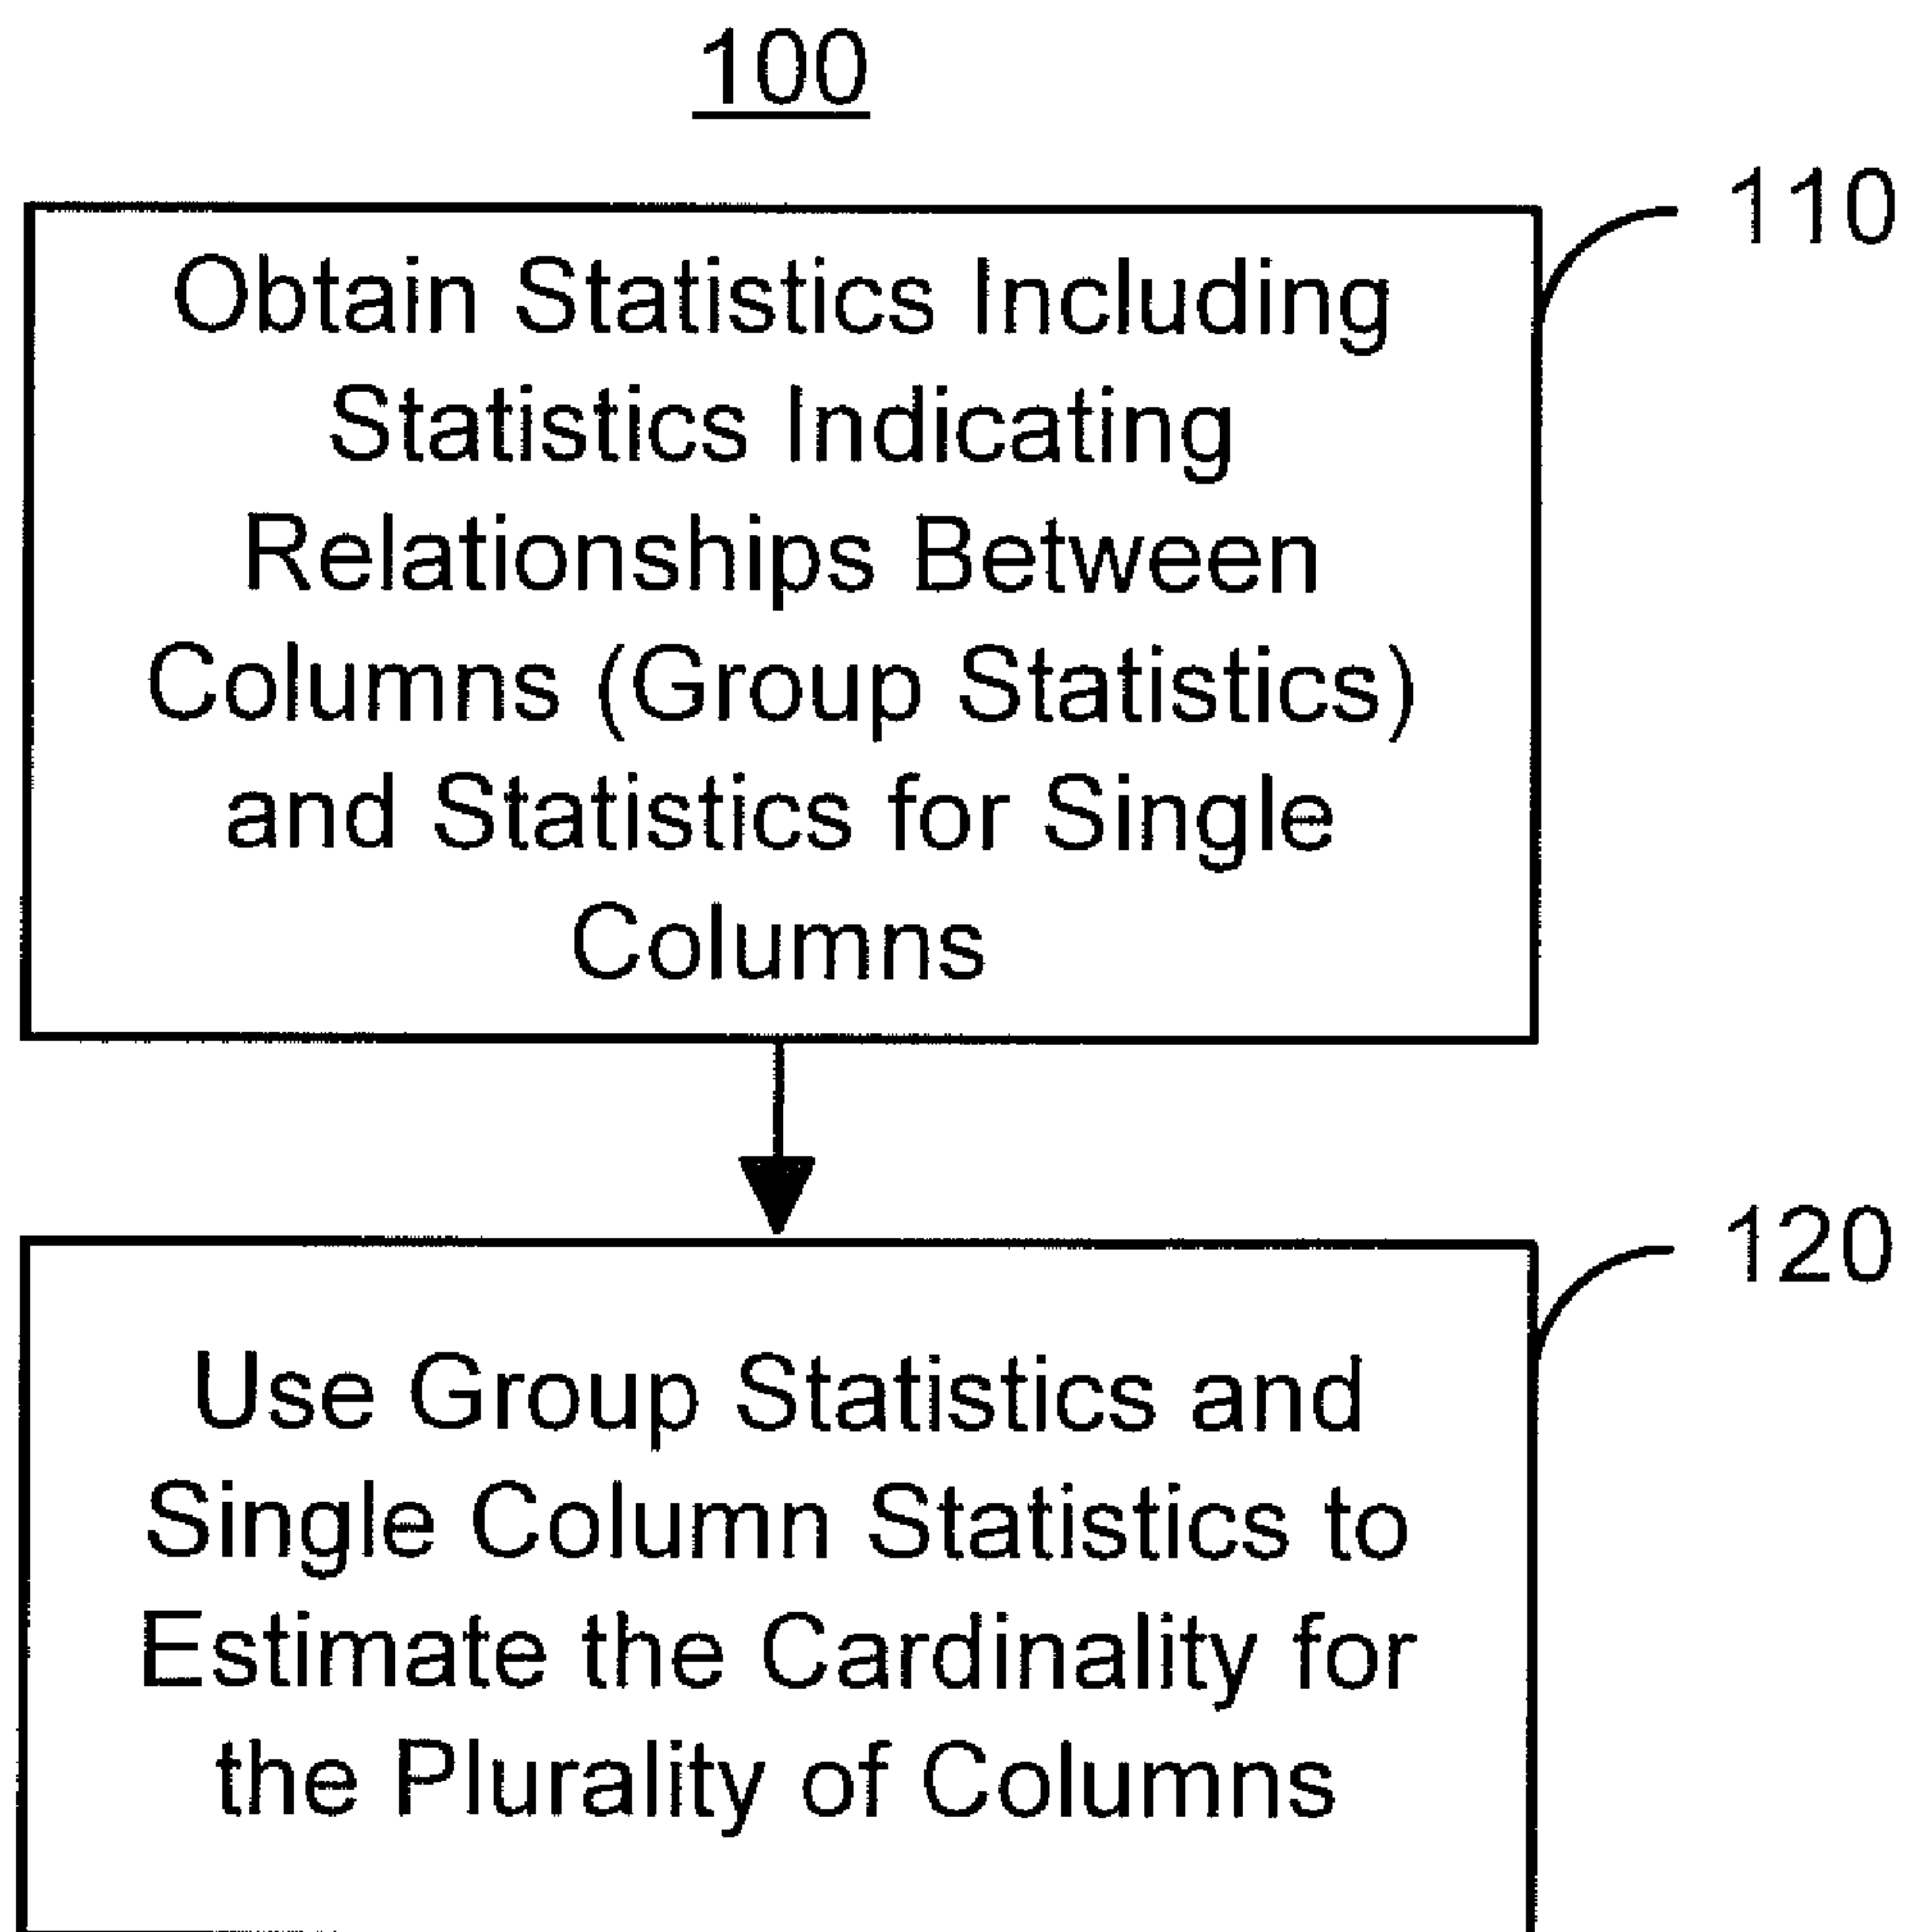 100
110
Obtain Statistics Including
Statistics Indicating
Relationships Between
Columns (Group Statistics)
and Statistics for Single
Columns
120
Use Group Statistics and
Single Column Statistics to
Estimate the Cardinality for
the Plurality of Columns